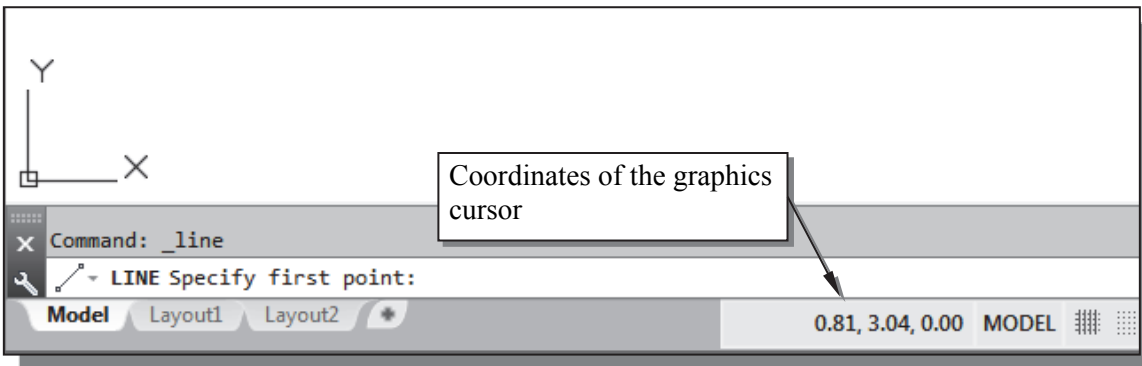 Y
X
Coordinates of the graphics
cursor
Command: _line
LINE Specify first point:
Model Layout1 Layout2
0.81, 3.04, 0.00 MODEL